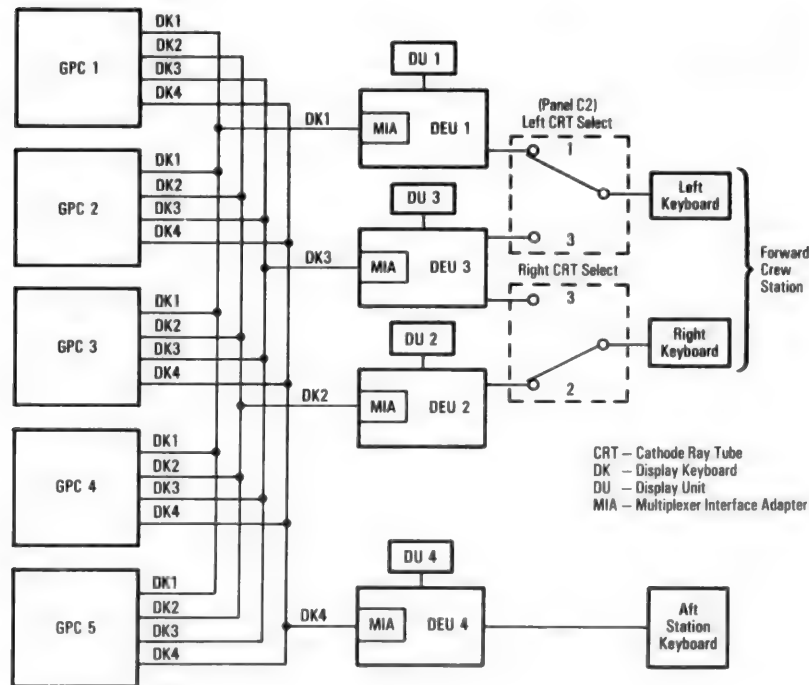 GPC 1
DK1
DK2
DK3
DK4
GPC 2
DK1
DK2
DK3
DK4
GPC 3
DK1
DK2
DK3
DK4
GPC 4
DK1
DK2
DK3
DK4
GPC 5
DK1
DK2
DK3
DK4
DU 1
DK1
MIA
DEU 1
DU 3
DK3
MIA
DEU 3
DU 2
DK2
MIA
DEU 2
DU 4
DK4
MIA
DEU 4
(Panel C2)
Left CRT Select
1
3
Right CRT Select
3
2
Left
Keyboard
Right
Keyboard
Forward
Crew
Station
CRT – Cathode Ray Tube
DK – Display Keyboard
DU – Display Unit
MIA – Multiplexer Interface Adapter
Aft
Station
Keyboard